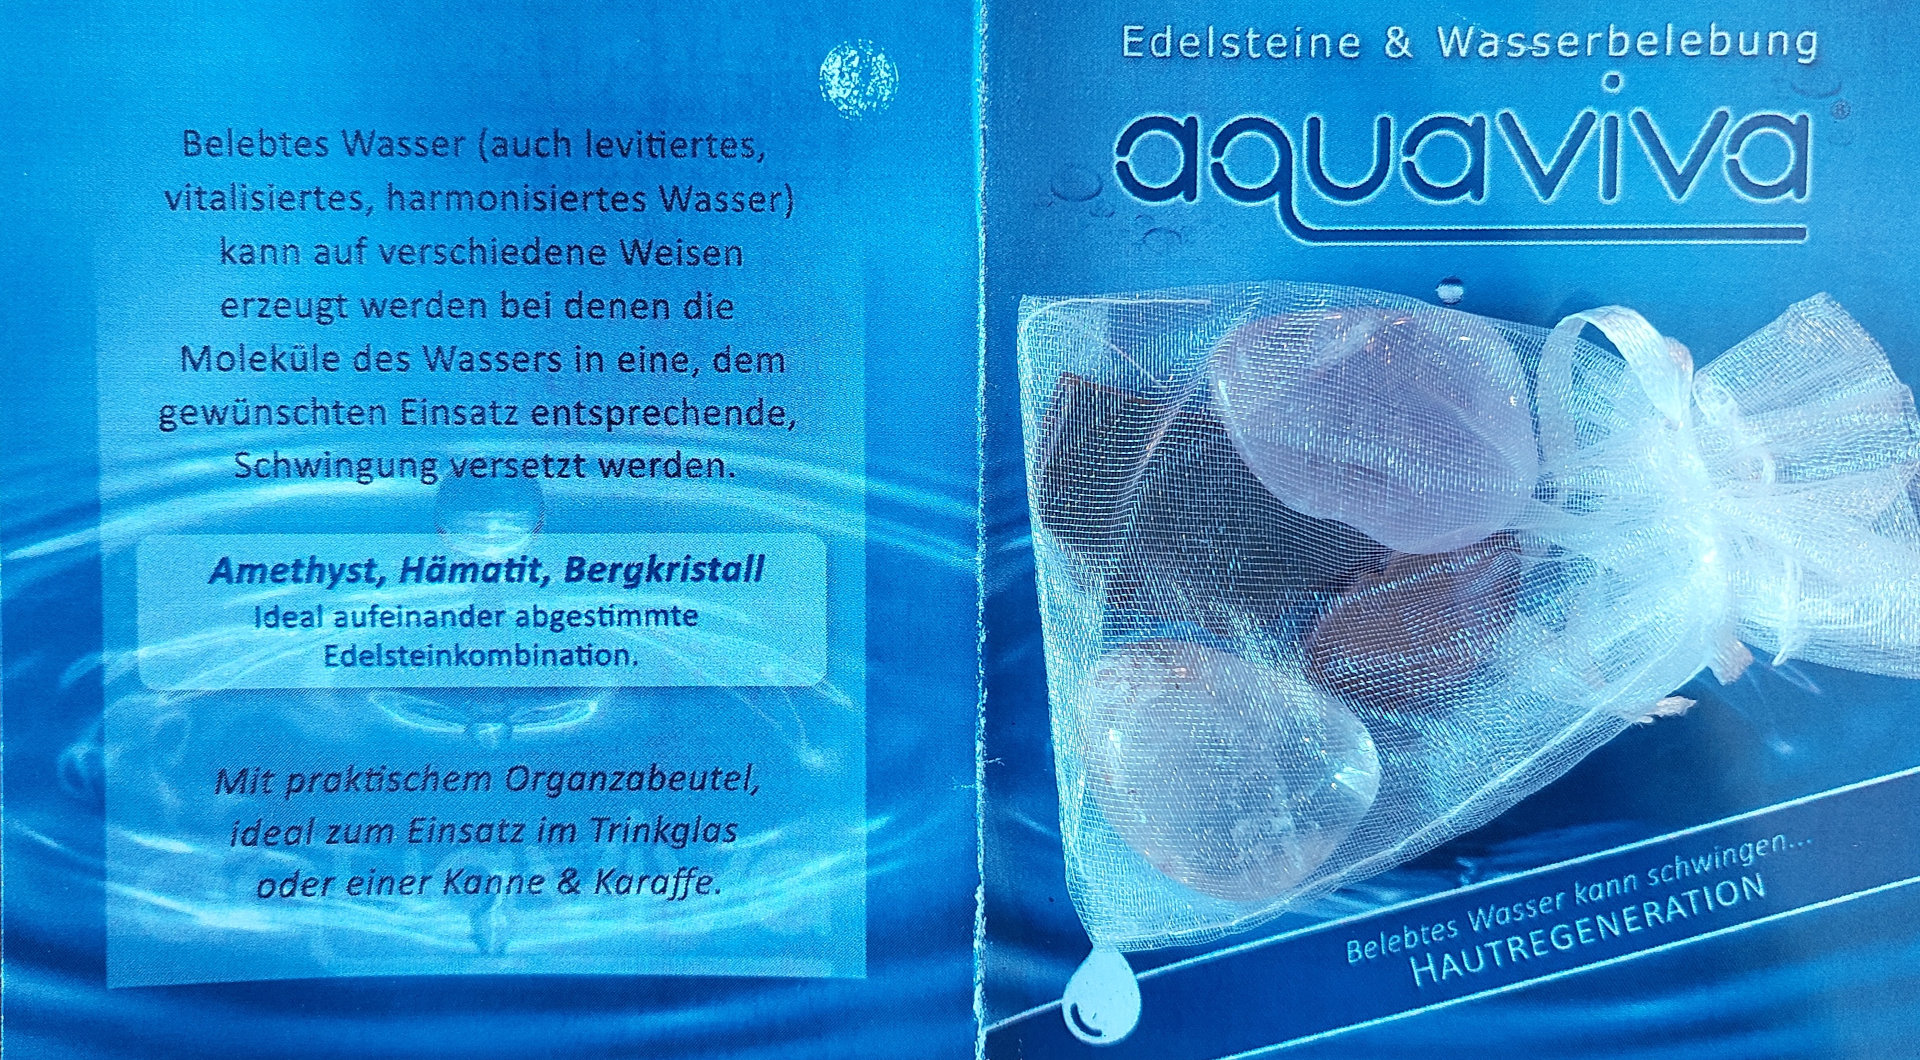 Belebtes Wasser (auch levitiertes,
vitalisiertes, harmonisiertes Wasser)
kann auf verschiedene Weisen
erzeugt werden bei denen die
Moleküle des Wassers in eine, dem
gewünschten Einsatz entsprechende,
Schwingung versetzt werden.
Amethyst, Hämatit, Bergkristall
Ideal aufeinander abgestimmte
Edelsteinkombination.
Mit praktischem Organzabeutel,
ideal zum Einsatz im Trinkglas
oder einer Kanne & Karaffe.
Edelsteine & Wasserbelebung
aquaviva®
Belebtes Wasser kann schwingen...
HAUTREGENERATION